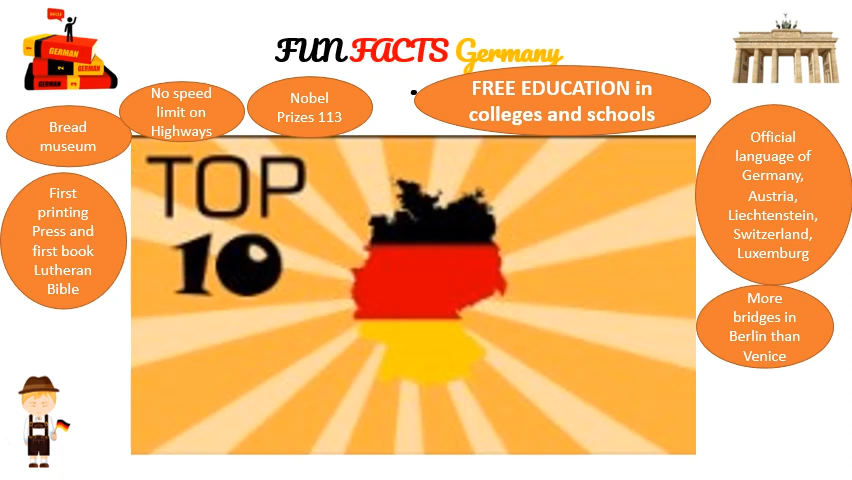 FUN FACTS Germany
GERMAN
2 GERMAN
GERMAN
No speed
limit on
Highways
Nobel
Prizes 113
• FREE EDUCATION in
colleges and schools
Bread
museum
First
printing
Press and
first book
Lutheran
Bible
TOP
10
Official
language of
Germany,
Austria,
Liechtenstein,
Switzerland,
Luxemburg
More
bridges in
Berlin than
Venice